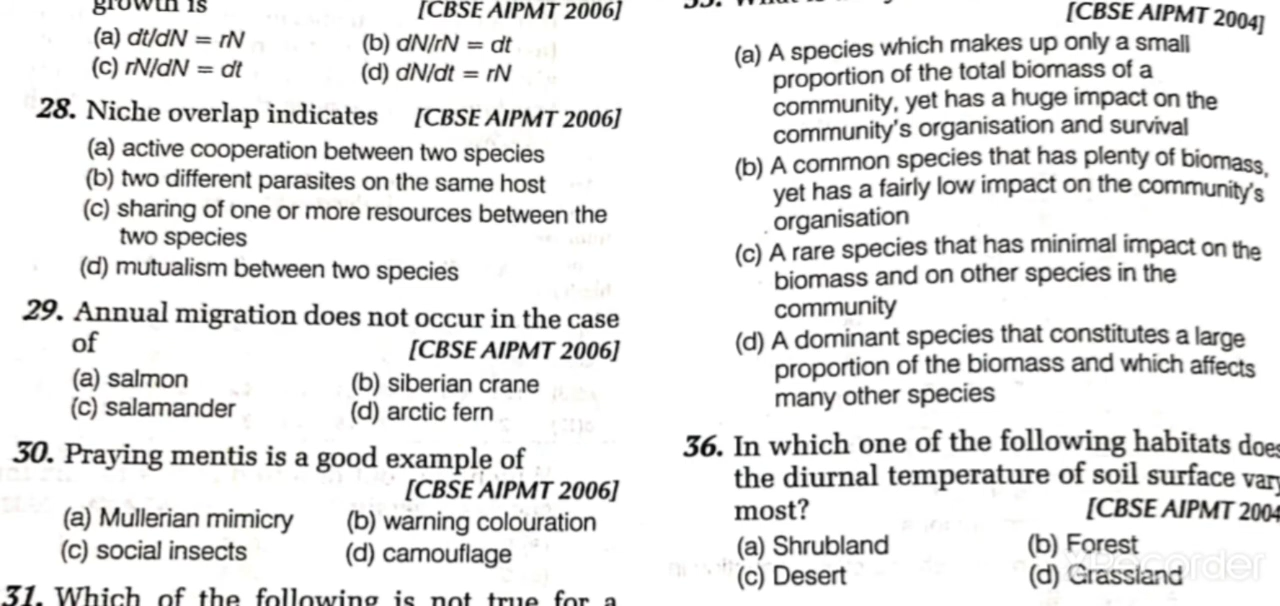 growth is [CBSE AIPMT 2006]
(a) dt/dN = rN (b) dN/rN = dt
(c) rN/dN = dt (d) dN/dt = rN
28. Niche overlap indicates [CBSE AIPMT 2006]
(a) active cooperation between two species
(b) two different parasites on the same host
(c) sharing of one or more resources between the
two species
(d) mutualism between two species
29. Annual migration does not occur in the case
of [CBSE AIPMT 2006]
(a) salmon (b) siberian crane
(c) salamander (d) arctic fern
30. Praying mentis is a good example of
[CBSE AIPMT 2006]
(a) Mullerian mimicry (b) warning colouration
(c) social insects (d) camouflage
31. Which of the following is not true for a
[CBSE AIPMT 2004]
(a) A species which makes up only a small
proportion of the total biomass of a
community, yet has a huge impact on the
community's organisation and survival
(b) A common species that has plenty of biomass,
yet has a fairly low impact on the community's
organisation
(c) A rare species that has minimal impact on the
biomass and on other species in the
community
(d) A dominant species that constitutes a large
proportion of the biomass and which affects
many other species
36. In which one of the following habitats does
the diurnal temperature of soil surface vary
most? [CBSE AIPMT 2004
(a) Shrubland (b) Forest
(c) Desert (d) Grassland